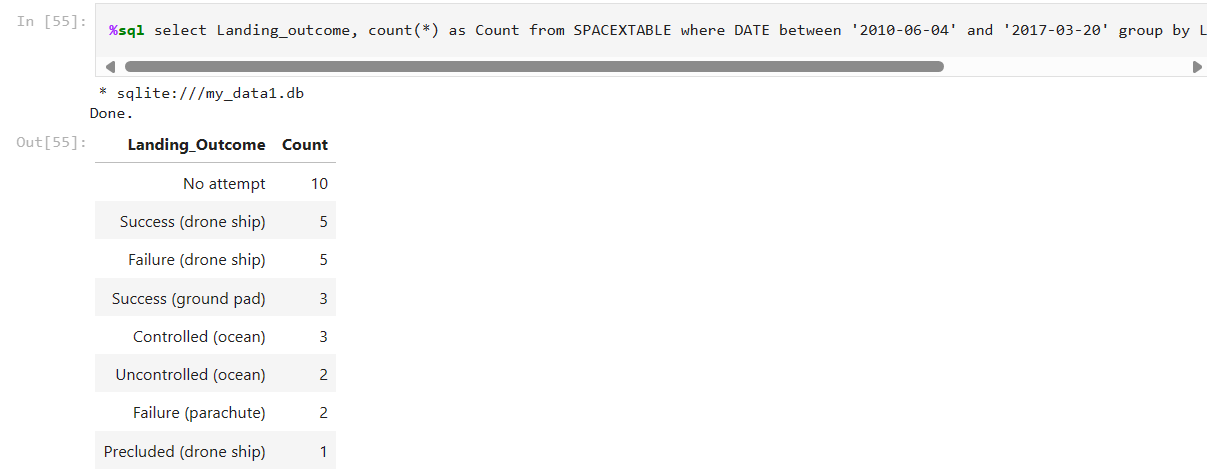 In [55]: %sql select Landing_outcome, count(*) as Count from SPACEXTABLE where DATE between '2010-06-04' and '2017-03-20' group by L
* sqlite:///my_data1.db
Done.
Out[55]: Landing_Outcome Count
No attempt 10
Success (drone ship) 5
Failure (drone ship) 5
Success (ground pad) 3
Controlled (ocean) 3
Uncontrolled (ocean) 2
Failure (parachute) 2
Precluded (drone ship) 1